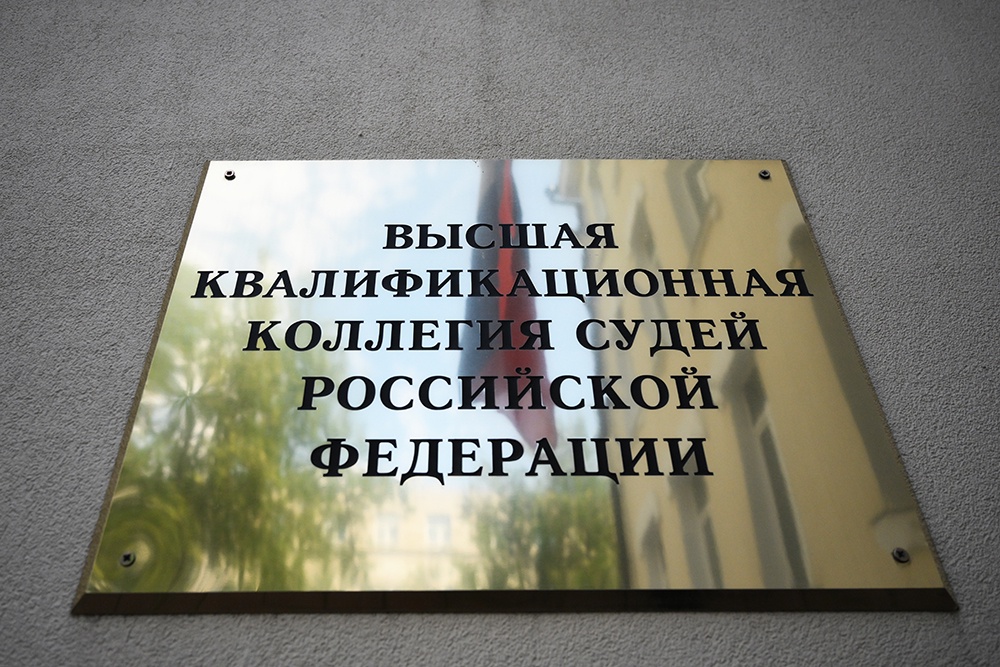 ВЫСШАЯ
КВАЛИФИКАЦИОННАЯ
КОЛЛЕГИЯ СУДЕЙ
РОССИЙСКОЙ
ФЕДЕРАЦИИ